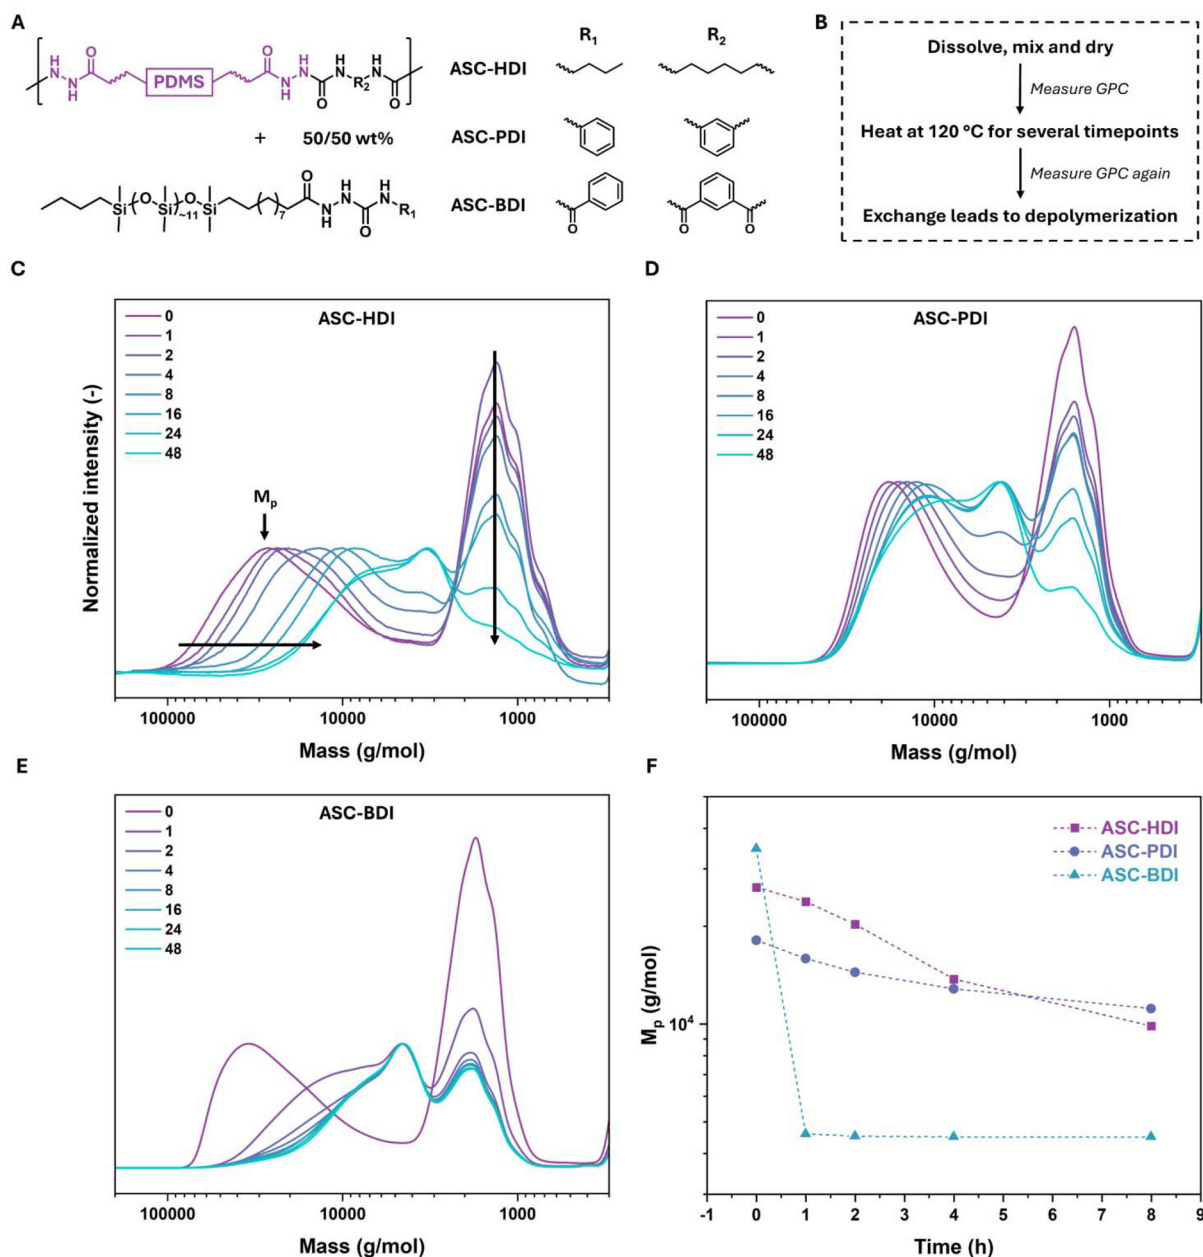 A
H
N
N
H
O
PDMS
O
H
N
N
H
O
H
N
R2
H
N
O
+ 50/50 wt%
Si
(O
Si
)
~11
O
Si
( )7
O
H
N
N
H
O
H
N
R1
R1
R2
ASC-HDI
ASC-PDI
ASC-BDI
O
O
O
B
Dissolve, mix and dry
Measure GPC
Heat at 120 °C for several timepoints
Measure GPC again
Exchange leads to depolymerization
C
ASC-HDI
0
1
2
4
8
16
24
48
Mp
Normalized intensity (-)
100000
10000
1000
Mass (g/mol)
D
ASC-PDI
0
1
2
4
8
16
24
48
100000
10000
1000
Mass (g/mol)
E
ASC-BDI
0
1
2
4
8
16
24
48
100000
10000
1000
Mass (g/mol)
F
ASC-HDI
ASC-PDI
ASC-BDI
Mp (g/mol)
10^4
-1
0
1
2
3
4
5
6
7
8
9
Time (h)